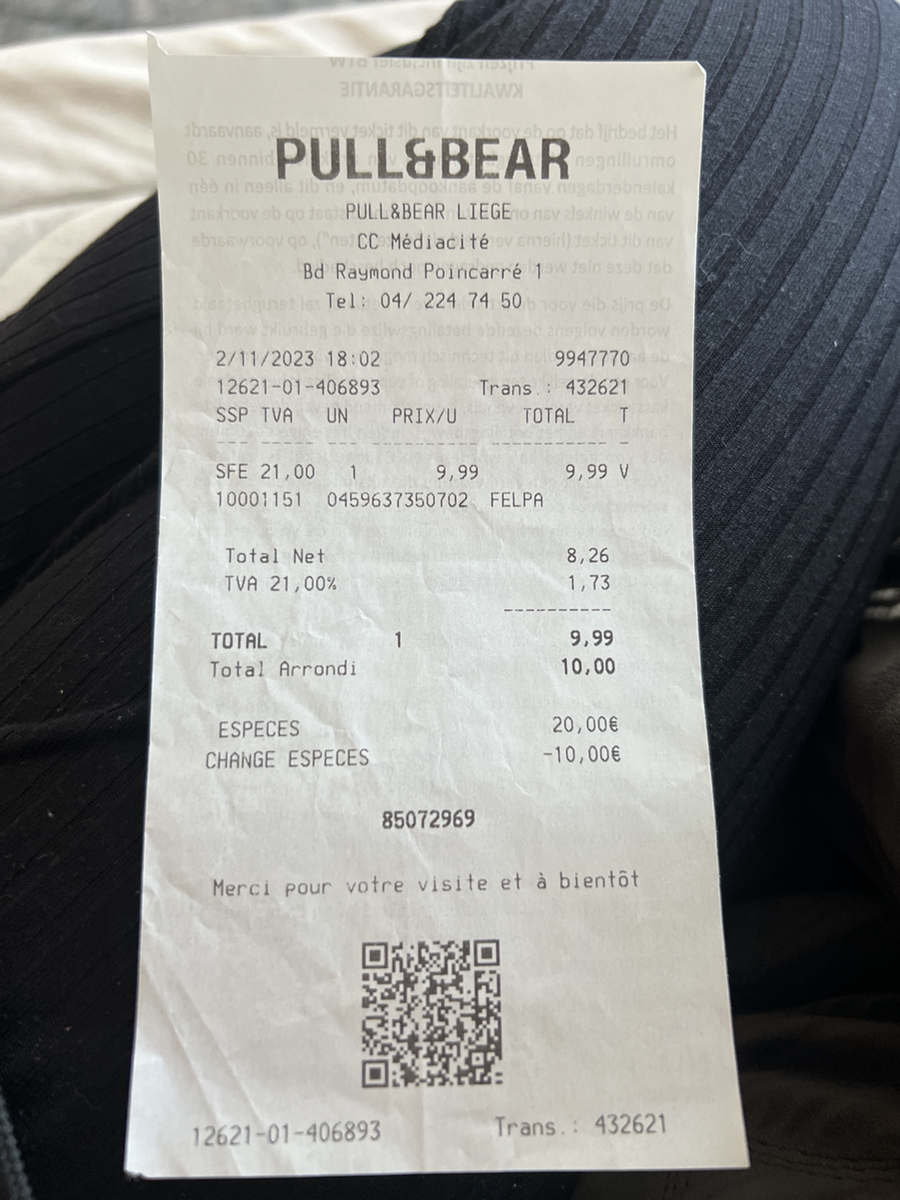 PULL&BEAR
PULL&BEAR LIEGE
CC Médiacité
Bd Raymond Poincarré 1
Tel: 04/ 224 74 50
2/11/2023 18:02 9947770
12621-01-406893 Trans.: 432621
SSP TVA UN PRIX/U TOTAL T
SFE 21,00 1 9,99 9,99 V
10001151 0459637350702 FELPA
Total Net 8,26
TVA 21,00% 1,73
----------
TOTAL 1 9,99
Total Arrondi 10,00
ESPECES 20,00€
CHANGE ESPECES -10,00€
85072969
Merci pour votre visite et à bientôt
12621-01-406893 Trans.: 432621